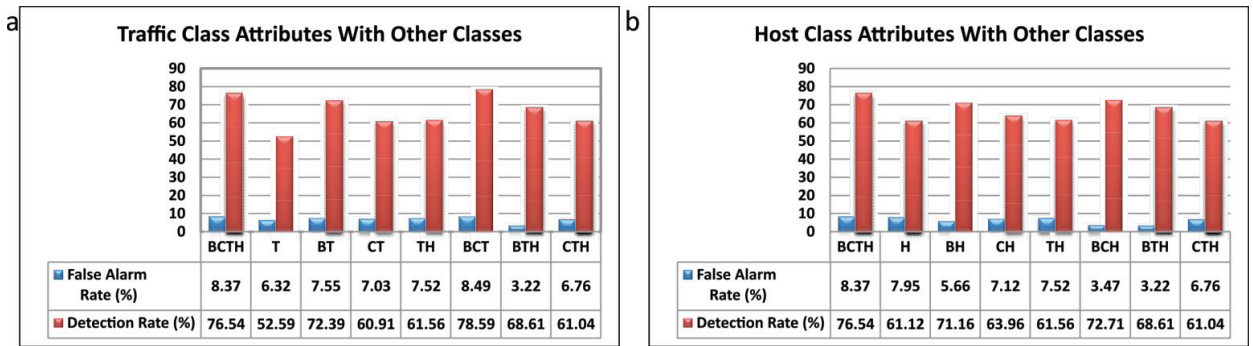 a
Traffic Class Attributes With Other Classes
90
80
70
60
50
40
30
20
10
0
BCTH T BT CT TH BCT BTH CTH
False Alarm Rate (%) 8.37 6.32 7.55 7.03 7.52 8.49 3.22 6.76
Detection Rate (%) 76.54 52.59 72.39 60.91 61.56 78.59 68.61 61.04
b
Host Class Attributes With Other Classes
90
80
70
60
50
40
30
20
10
0
BCTH H BH CH TH BCH BTH CTH
False Alarm Rate (%) 8.37 7.95 5.66 7.12 7.52 3.47 3.22 6.76
Detection Rate (%) 76.54 61.12 71.16 63.96 61.56 72.71 68.61 61.04